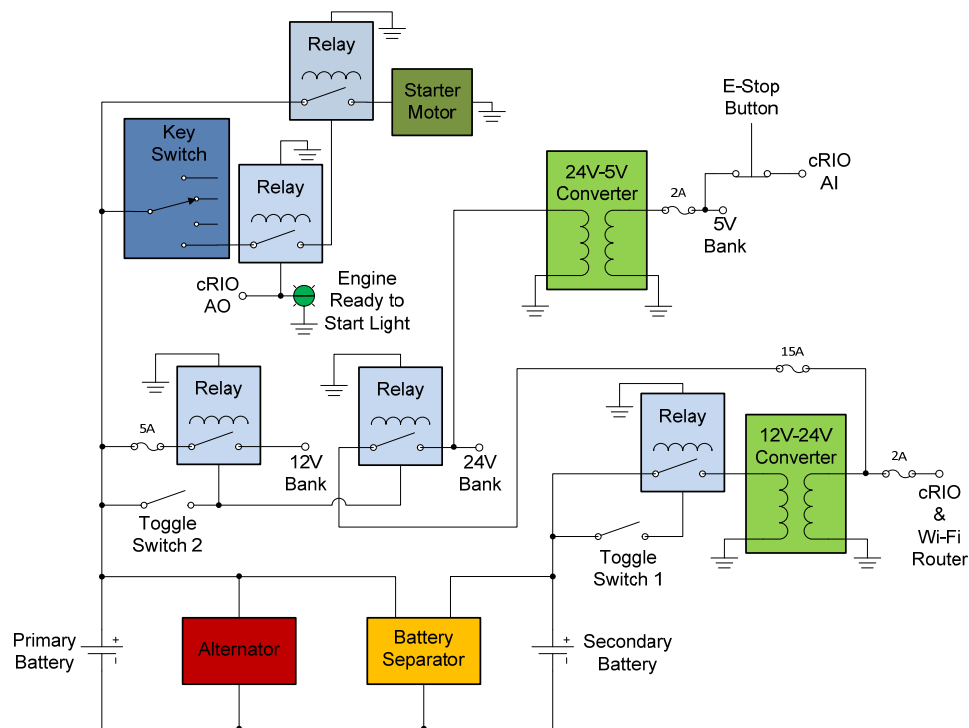 Relay
Starter
Motor
E-Stop
Button
Key
Switch
Relay
24V-5V
Converter
2A
cRIO
AI
5V
Bank
cRIO
AO
Engine
Ready to
Start Light
15A
Relay
Relay
Relay
5A
12V
Bank
24V
Bank
12V-24V
Converter
2A
cRIO
&
Wi-Fi
Router
Toggle
Switch 2
Toggle
Switch 1
Primary
Battery
+
-
Alternator
Battery
Separator
+
-
Secondary
Battery